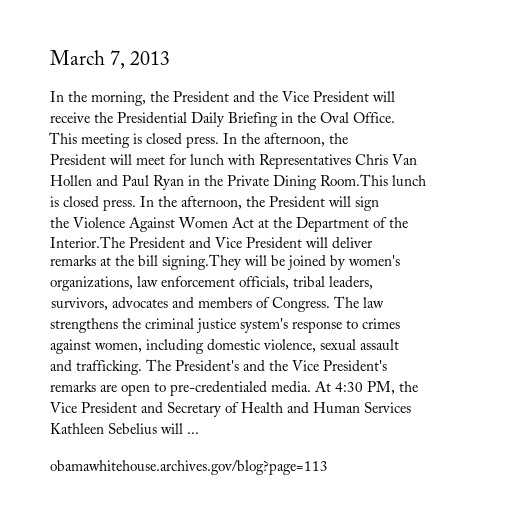 March 7, 2013
In the morning, the President and the Vice President will
receive the Presidential Daily Briefing in the Oval Office.
This meeting is closed press. In the afternoon, the
President will meet for lunch with Representatives Chris Van
Hollen and Paul Ryan in the Private Dining Room.This lunch
is closed press. In the afternoon, the President will sign
the Violence Against Women Act at the Department of the
Interior.The President and Vice President will deliver
remarks at the bill signing.They will be joined by women's
organizations, law enforcement officials, tribal leaders,
survivors, advocates and members of Congress. The law
strengthens the criminal justice system's response to crimes
against women, including domestic violence, sexual assault
and trafficking. The President's and the Vice President's
remarks are open to pre-credentialed media. At 4:30 PM, the
Vice President and Secretary of Health and Human Services
Kathleen Sebelius will ...
obamawhitehouse.archives.gov/blog?page=113